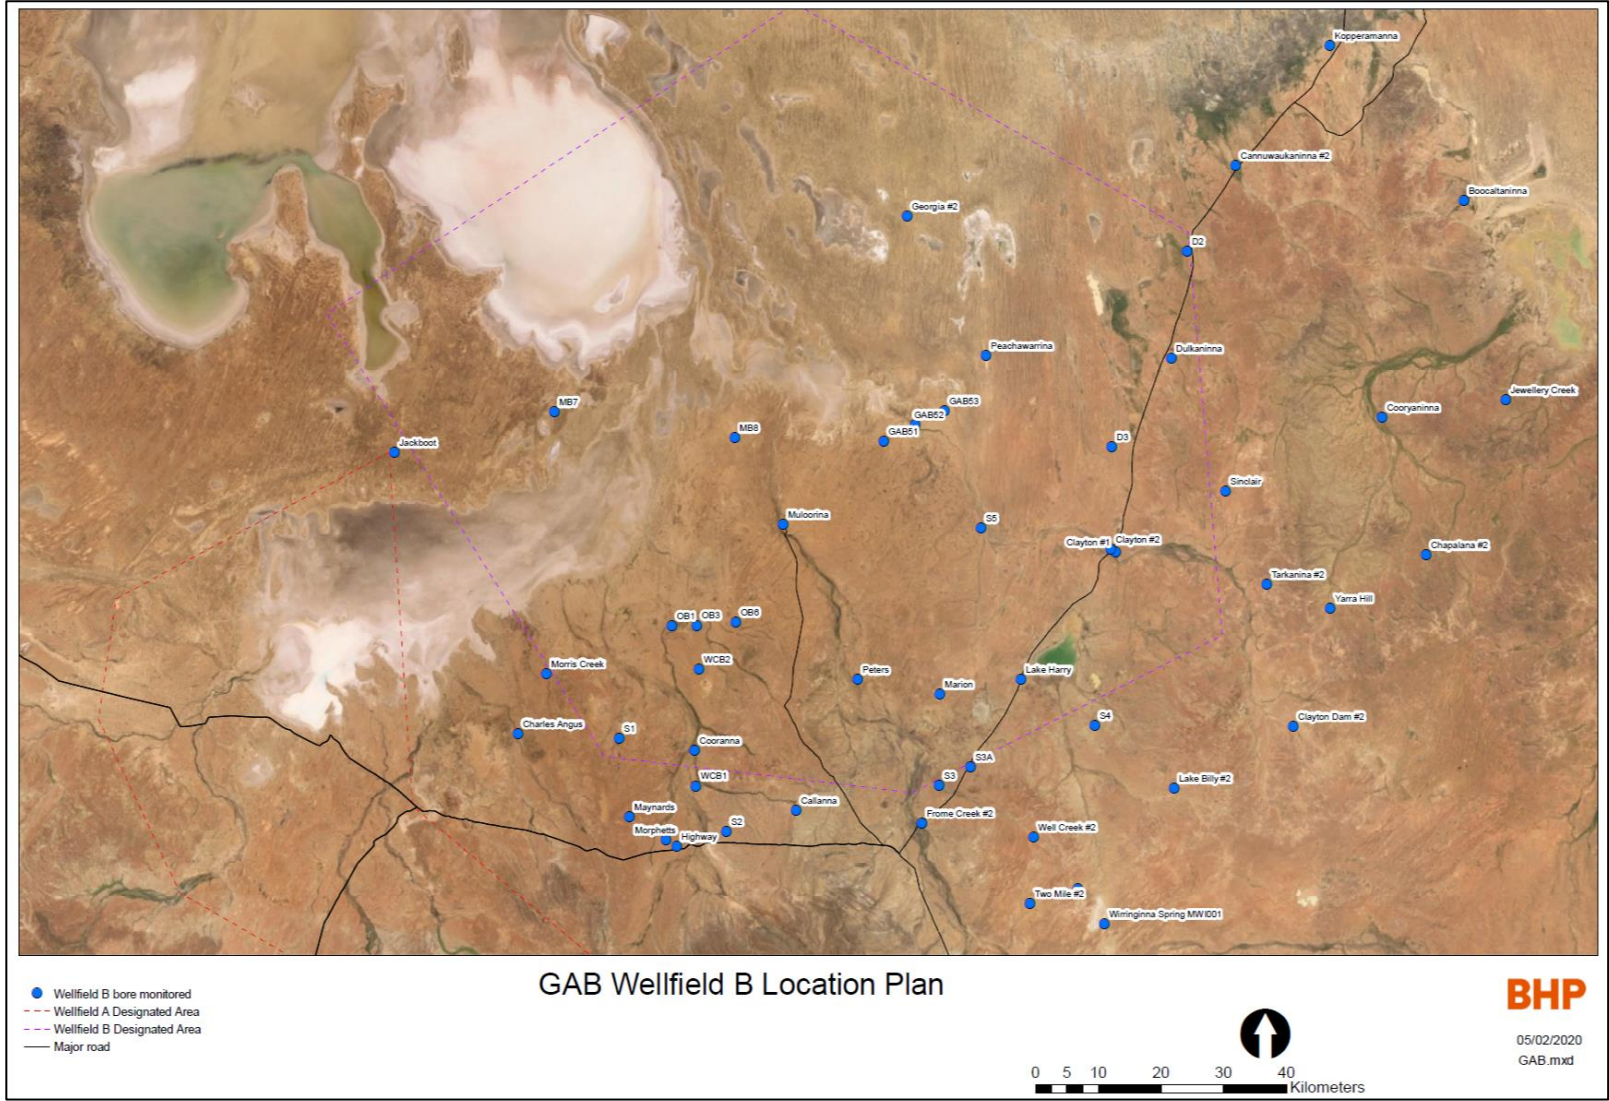 Kopperamanna
Cannuwaukaninna #2
Boocaltaninna
Georgia #2
D2
Peachawarrina
Dulkaninna
Jewellery Creek
MB7
GAB53
Cooryaninna
GAB52
MB8
GAB51
Jackboot
D3
Sinclair
Muloorina
S5
Clayton #1
Clayton #2
Chapalana #2
Tarkanina #2
Yarra Hill
OB1
OB3
OB6
WCB2
Morris Creek
Peters
Lake Harry
Marion
Charles Angus
S1
S4
Clayton Dam #2
Cooranna
S3A
WCB1
S3
Lake Billy #2
Callanna
Maynards
Frome Creek #2
S2
Well Creek #2
Morphetts
Highway
Two Mile #2
Wirringinna Spring MWI001
GAB Wellfield B Location Plan
Wellfield B bore monitored
Wellfield A Designated Area
Wellfield B Designated Area
Major road
BHP
05/02/2020
GAB.mxd
0 5 10 20 30 40
Kilometers